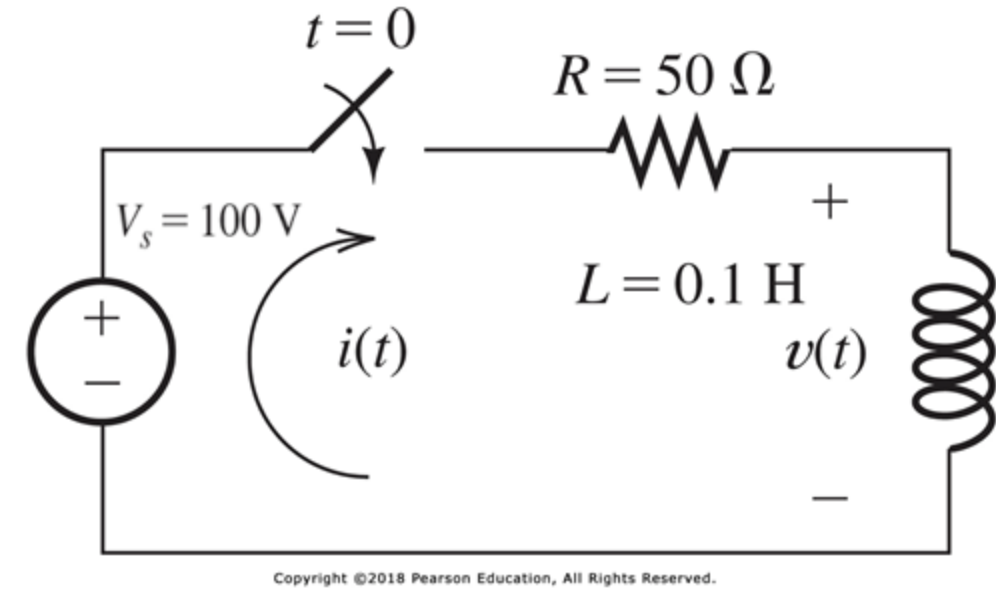 t = 0
R = 50 Ω
V_s = 100 V
+
L = 0.1 H
+
i(t)
v(t)
−
−
Copyright ©2018 Pearson Education, All Rights Reserved.